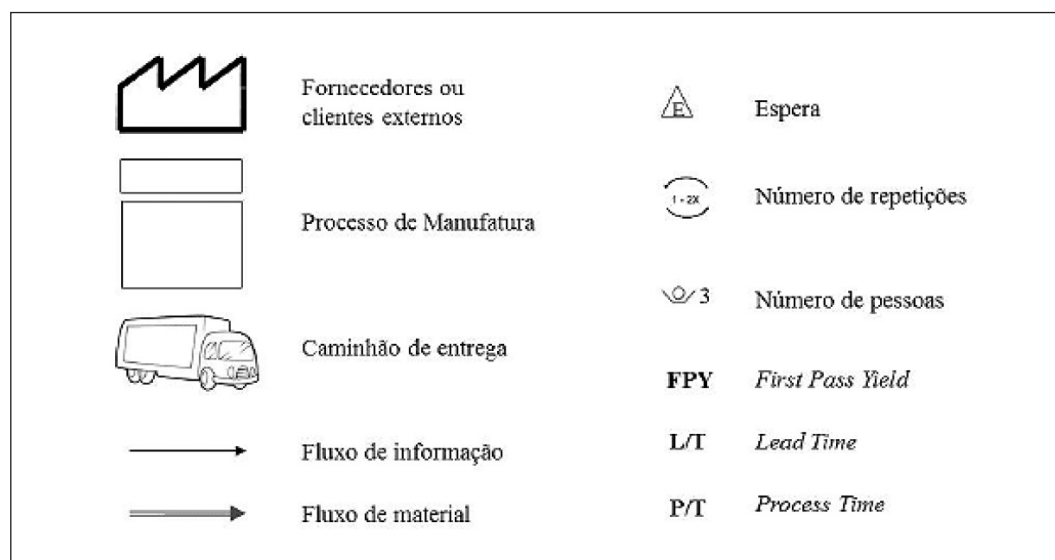 Fornecedores ou
clientes externos
Processo de Manufatura
Caminhão de entrega
Fluxo de informação
Fluxo de material
E
Espera
1 - 2X
Número de repetições
3
Número de pessoas
FPY
First Pass Yield
L/T
Lead Time
P/T
Process Time